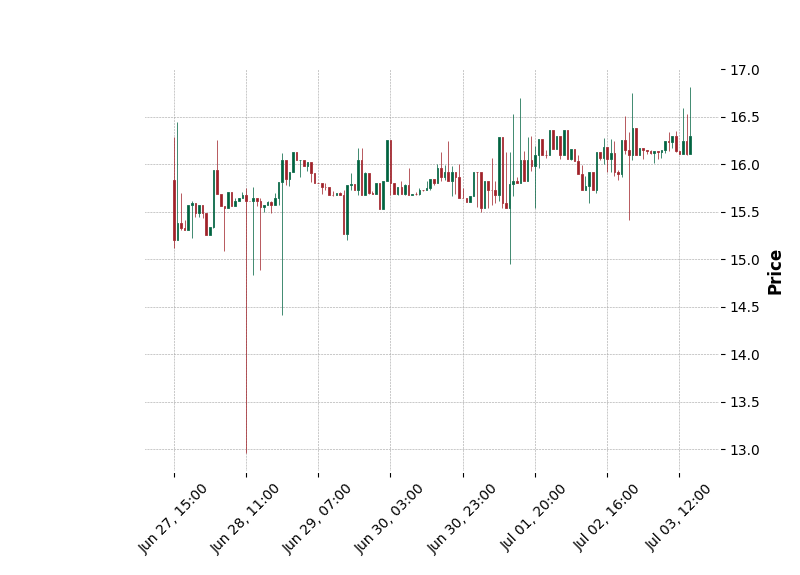 17.0
16.5
16.0
15.5
15.0
14.5
14.0
13.5
13.0
Price
Jun 27, 15:00
Jun 28, 11:00
Jun 29, 07:00
Jun 30, 03:00
Jun 30, 23:00
Jul 01, 20:00
Jul 02, 16:00
Jul 03, 12:00